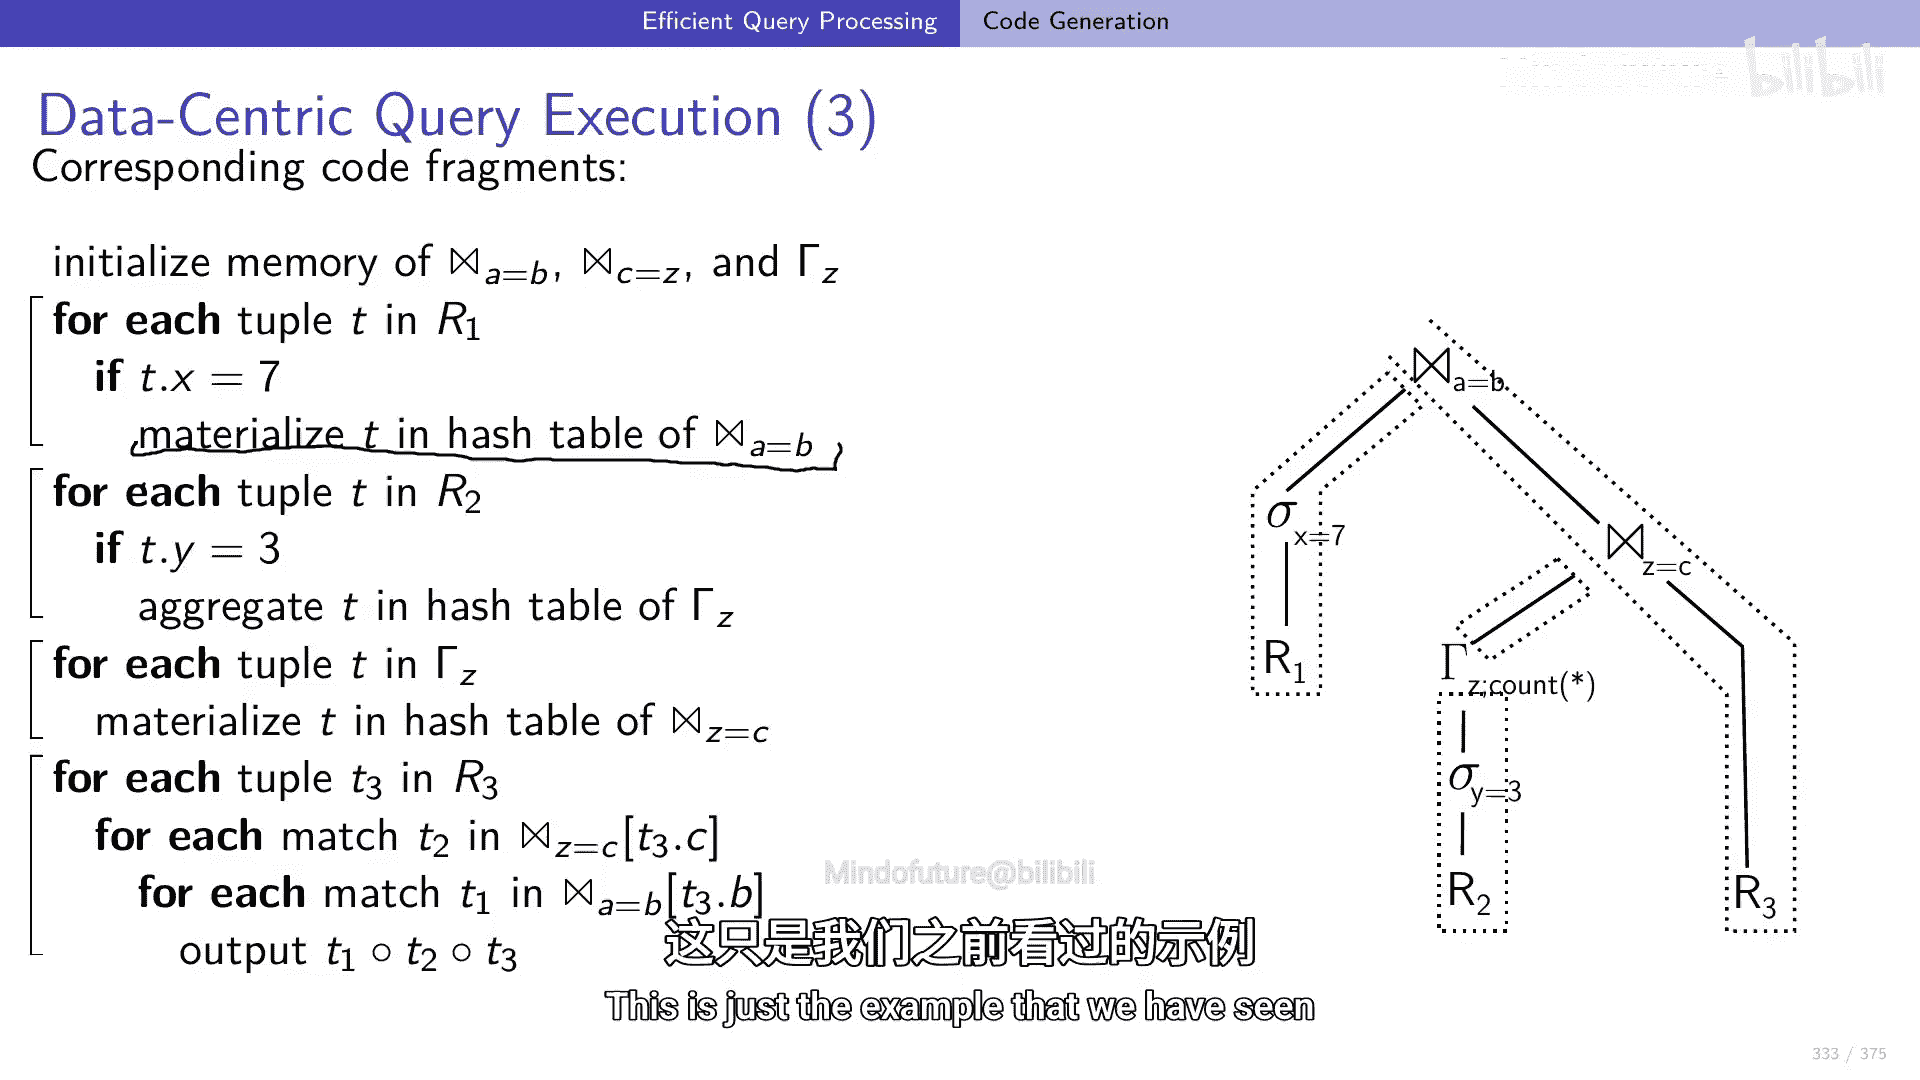 Efficient Query Processing
Code Generation
bilibili
Data-Centric Query Execution (3)
Corresponding code fragments:
initialize memory of ⋈a=b, ⋈c=z, and Γz
for each tuple t in R1
if t.x = 7
materialize t in hash table of ⋈a=b
for each tuple t in R2
if t.y = 3
aggregate t in hash table of Γz
for each tuple t in Γz
materialize t in hash table of ⋈z=c
for each tuple t3 in R3
for each match t2 in ⋈z=c[t3.c]
for each match t1 in ⋈a=b[t3.b]
output t1 ∘ t2 ∘ t3
⋈a=b
σx=7
⋈z=c
R1
Γz;count(*)
σy=3
R2
R3
Mindofuture@bilibili
这只是我们之前看过的示例
This is just the example that we have seen
333 / 375